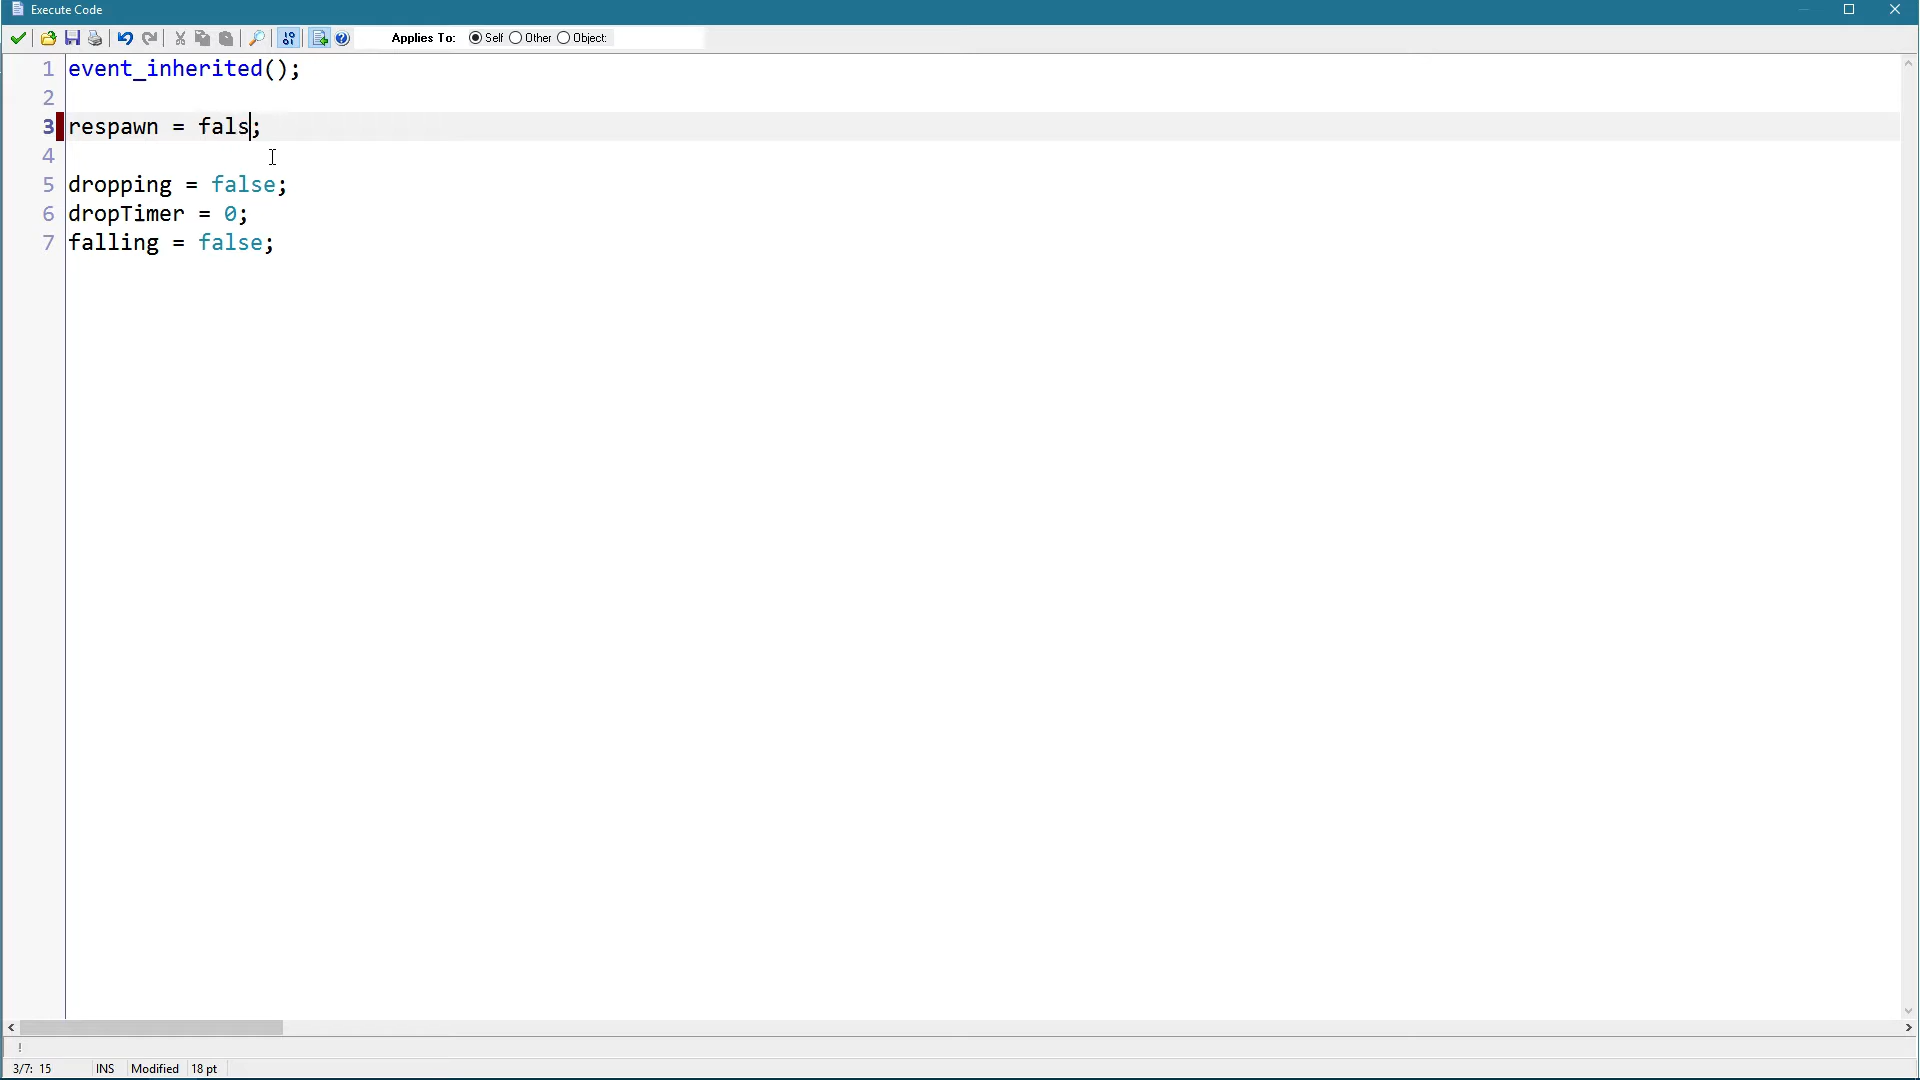 Execute Code
Applies To: Self Other Object:
1 event_inherited();
2
3 respawn = fals;
4
5 dropping = false;
6 dropTimer = 0;
7 falling = false;
!
3/7: 15 INS Modified 18 pt